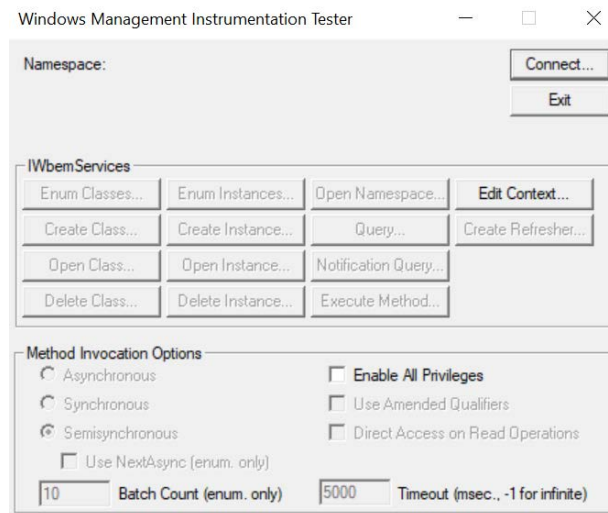 Windows Management Instrumentation Tester
Namespace:
Connect...
Exit
IWbemServices
Enum Classes... Enum Instances... Open Namespace... Edit Context...
Create Class... Create Instance... Query... Create Refresher...
Open Class... Open Instance... Notification Query...
Delete Class... Delete Instance... Execute Method...
Method Invocation Options
Asynchronous Enable All Privileges
Synchronous Use Amended Qualifiers
Semisynchronous Direct Access on Read Operations
Use NextAsync (enum. only)
10 Batch Count (enum. only) 5000 Timeout (msec., -1 for infinite)